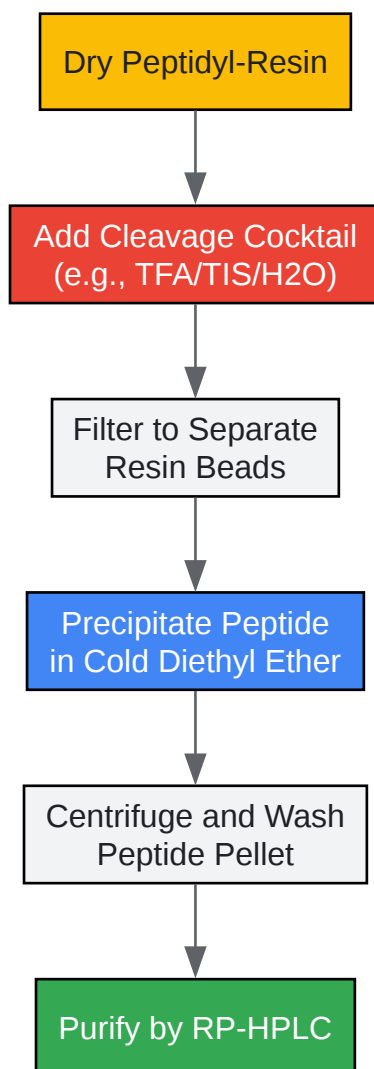 Dry Peptidyl-Resin
Add Cleavage Cocktail
(e.g., TFA/TIS/H2O)
Filter to Separate
Resin Beads
Precipitate Peptide
in Cold Diethyl Ether
Centrifuge and Wash
Peptide Pellet
Purify by RP-HPLC